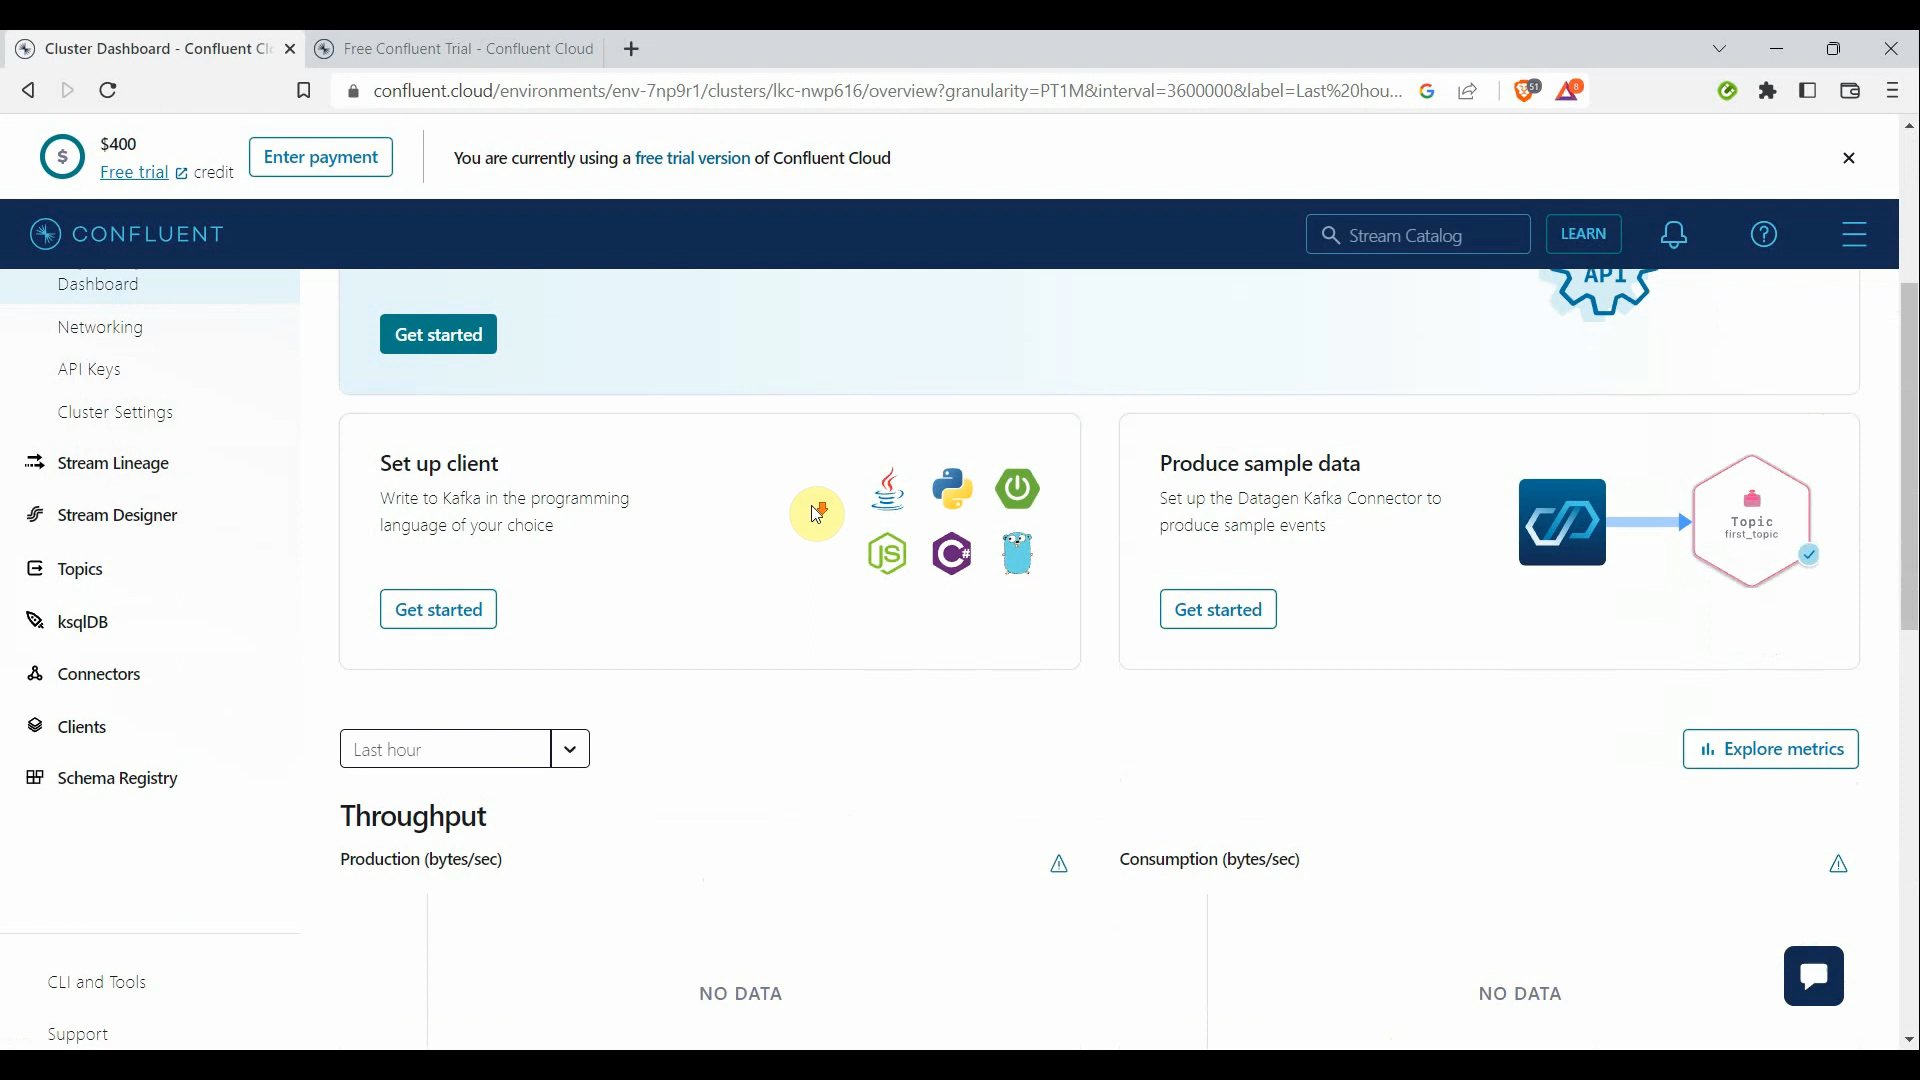 Cluster Dashboard - Confluent Cl
Free Confluent Trial - Confluent Cloud
confluent.cloud/environments/env-7np9r1/clusters/lkc-nwp616/overview?granularity=PT1M&interval=3600000&label=Last%20hou...
51
8
$
$400
Free trial credit
Enter payment
You are currently using a free trial version of Confluent Cloud
CONFLUENT
Stream Catalog
LEARN
Dashboard
Networking
API Keys
Cluster Settings
Stream Lineage
Stream Designer
Topics
ksqlDB
Connectors
Clients
Schema Registry
CLI and Tools
Support
API
Get started
Set up client
Write to Kafka in the programming
language of your choice
JS
C#
Get started
Produce sample data
Set up the Datagen Kafka Connector to
produce sample events
Topic
first_topic
Get started
Last hour
Explore metrics
Throughput
Production (bytes/sec)
Consumption (bytes/sec)
NO DATA
NO DATA